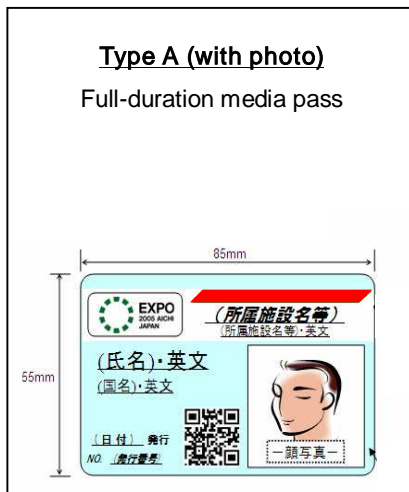 Type A (with photo)
Full-duration media pass
85mm
55mm
EXPO
2005 AICHI
JAPAN
(所属施設名等)
(所属施設名等)・英文
(氏名)・英文
(国名)・英文
(日付) 発行
NO. (発行番号)
－顔写真－